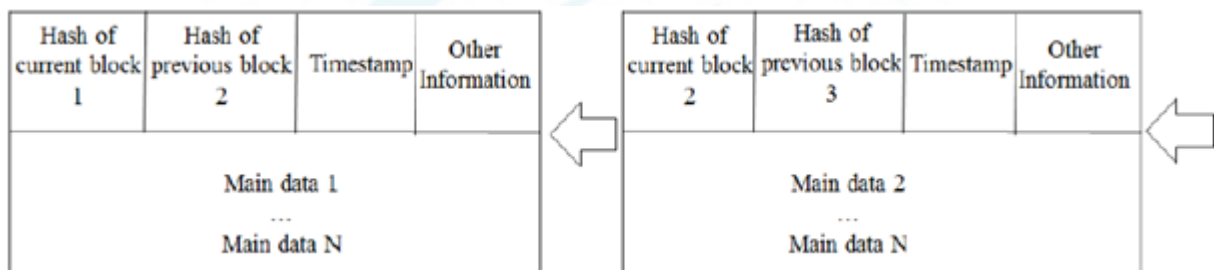 Hash of
current block
1
Hash of
previous block
2
Timestamp
Other
Information
Main data 1
...
Main data N
Hash of
current block
2
Hash of
previous block
3
Timestamp
Other
Information
Main data 2
...
Main data N